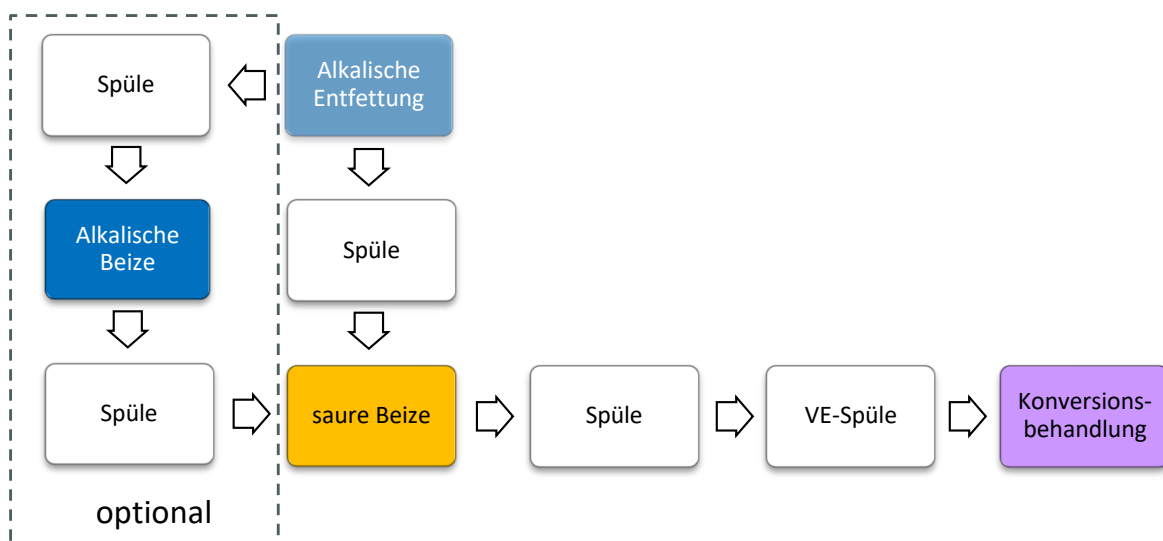 Spüle
Alkalische
Entfettung
Alkalische
Beize
Spüle
Spüle
saure Beize
Spüle
VE-Spüle
Konversions-
behandlung
optional